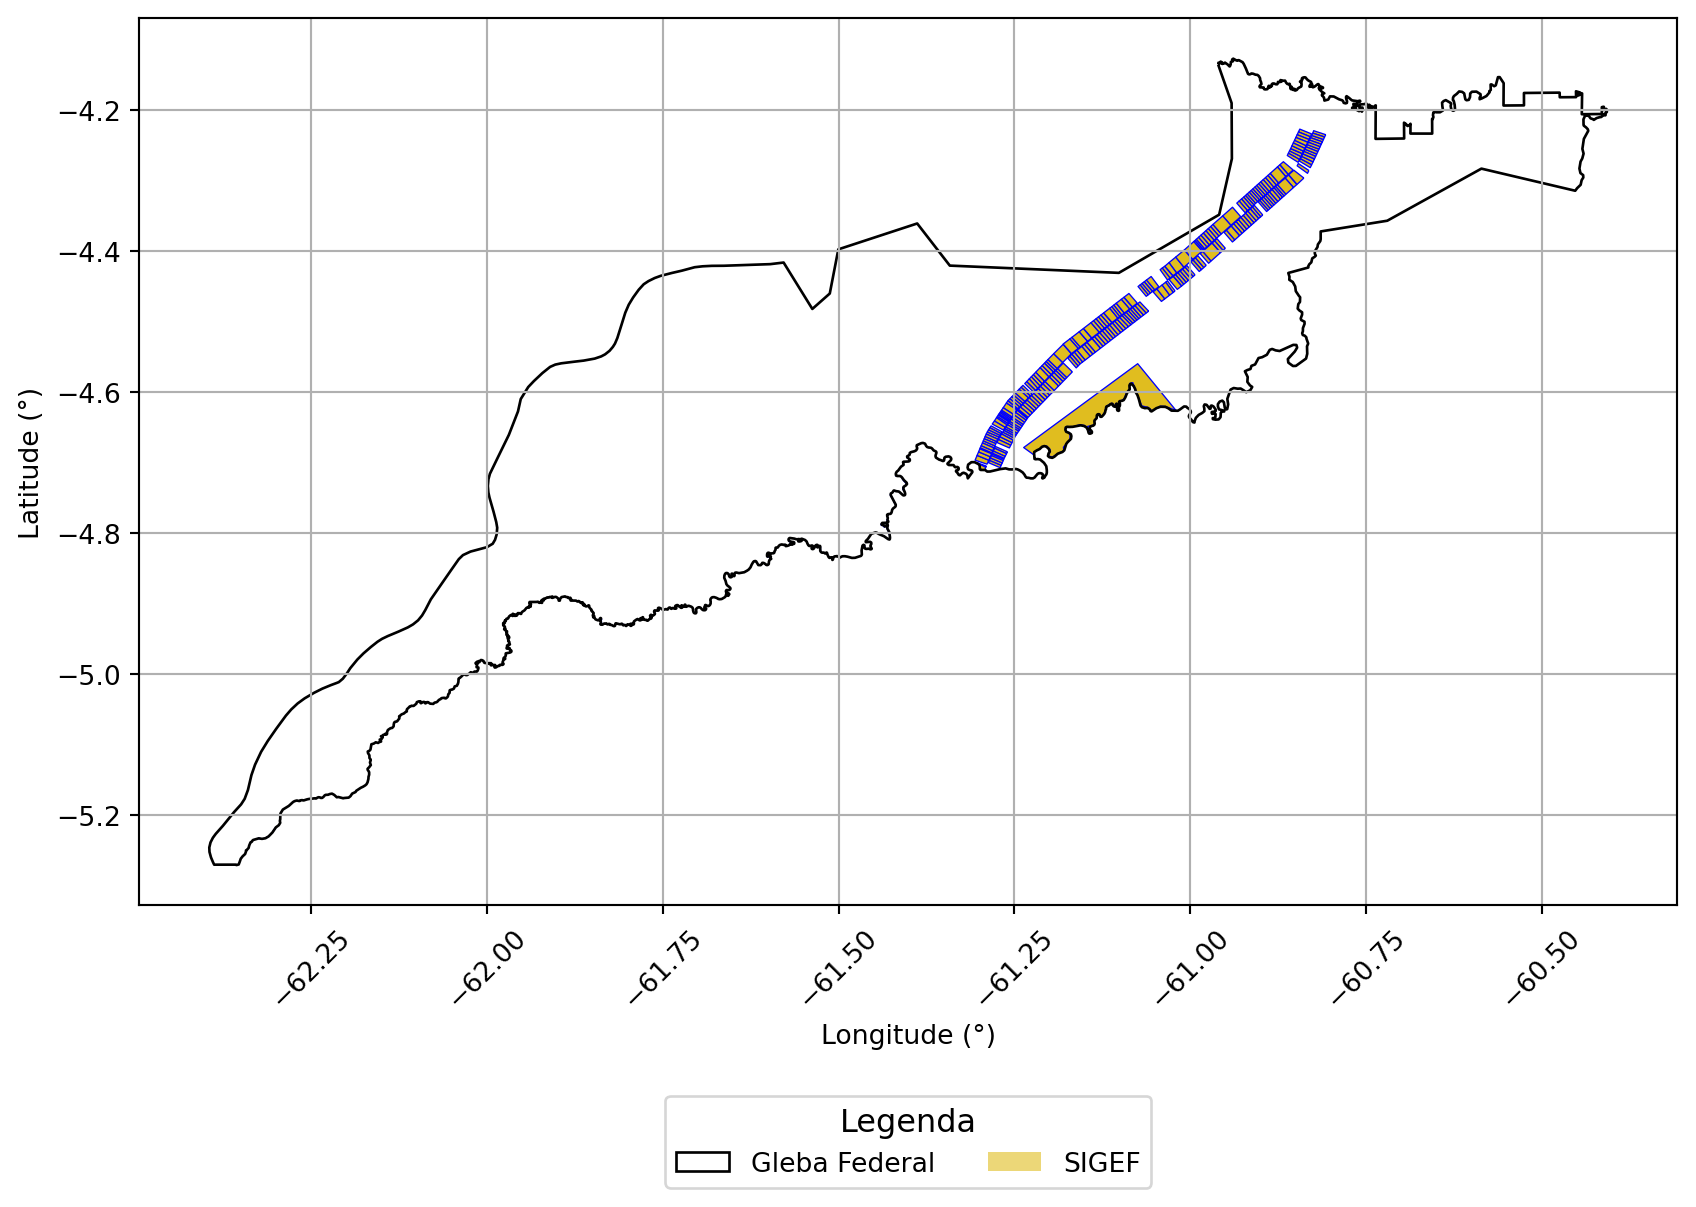 −4.2
−4.4
−4.6
−4.8
−5.0
−5.2
Latitude (°)
−62.25
−62.00
−61.75
−61.50
−61.25
−61.00
−60.75
−60.50
Longitude (°)
Legenda
Gleba Federal
SIGEF